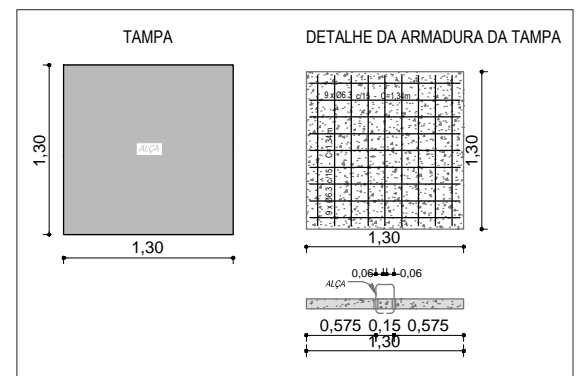 TAMPA
1,30
ALÇA
1,30
DETALHE DA ARMADURA DA TAMPA
9 x Ø6.3 c/15 - C=1,34m
9 x Ø6.3 c/15 - C=1,34m
1,30
1,30
0,06 0,06
ALÇA
0,575 0,15 0,575
1,30